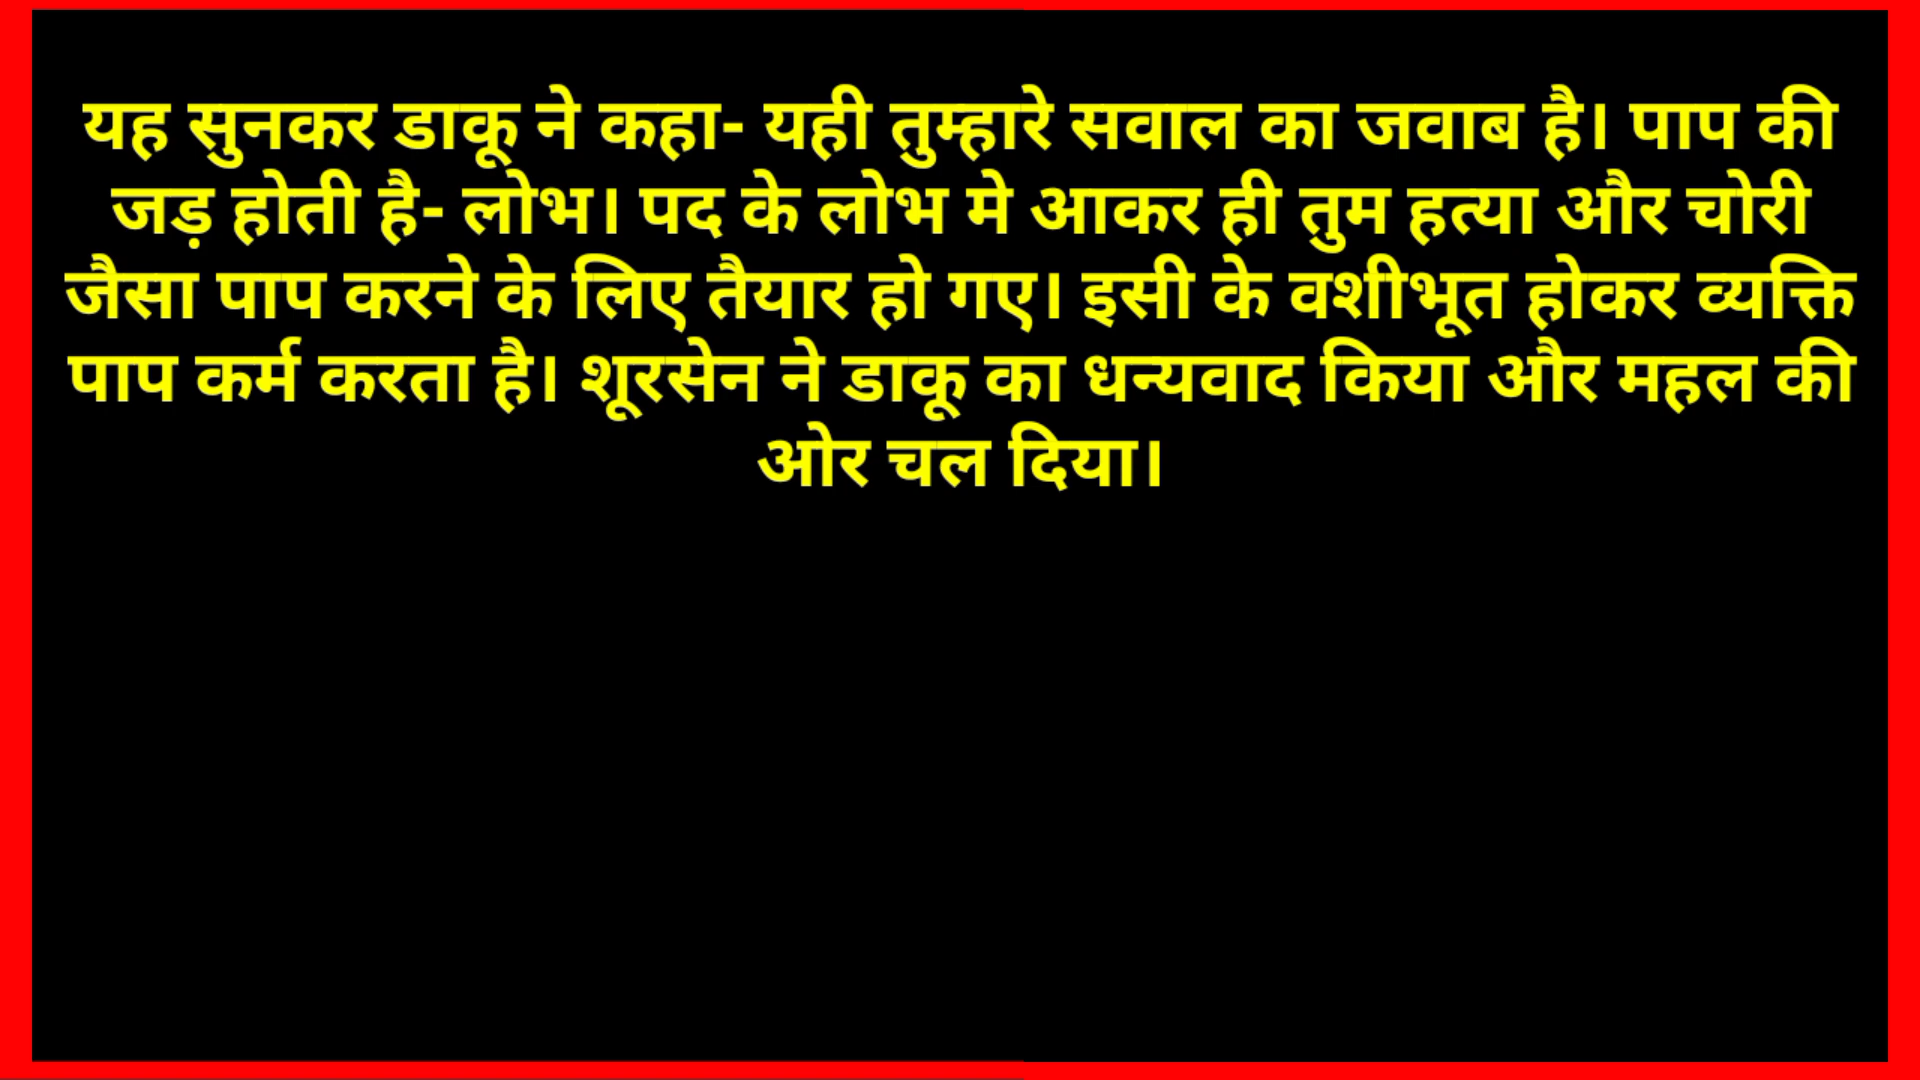 यह सुनकर डाकू ने कहा- यही तुम्हारे सवाल का जवाब है। पाप की
जड़ होती है- लोभ। पद के लोभ मे आकर ही तुम हत्या और चोरी
जैसा पाप करने के लिए तैयार हो गए। इसी के वशीभूत होकर व्यक्ति
पाप कर्म करता है। शूरसेन ने डाकू का धन्यवाद किया और महल की
ओर चल दिया।